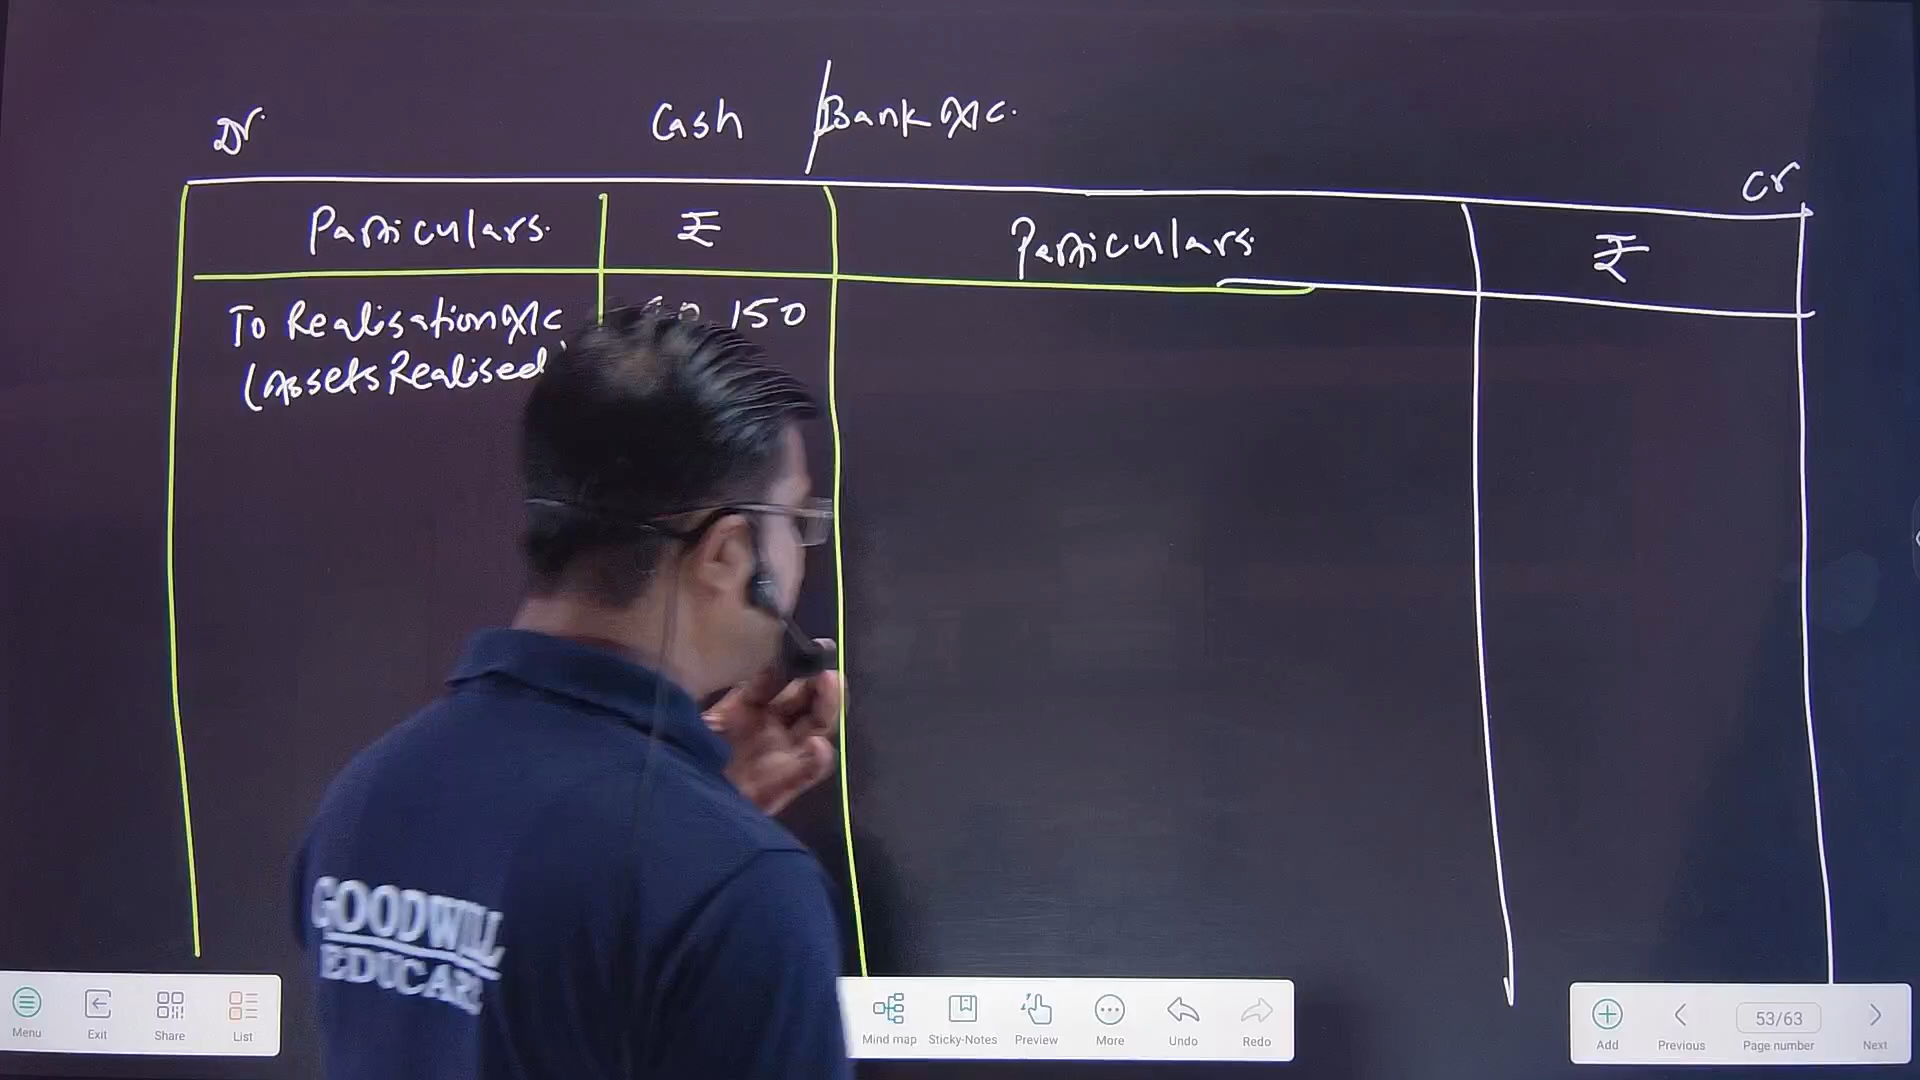 Dr.
Cash / Bank A/c.
Cr
Particulars. ₹ Particulars. ₹
To Realisation A/c 150
(Assets Realised)
GOODWILL
EDUCARE
Menu Exit Share List
Mind map Sticky-Notes Preview More Undo Redo
Add Previous 53/63 Page number Next